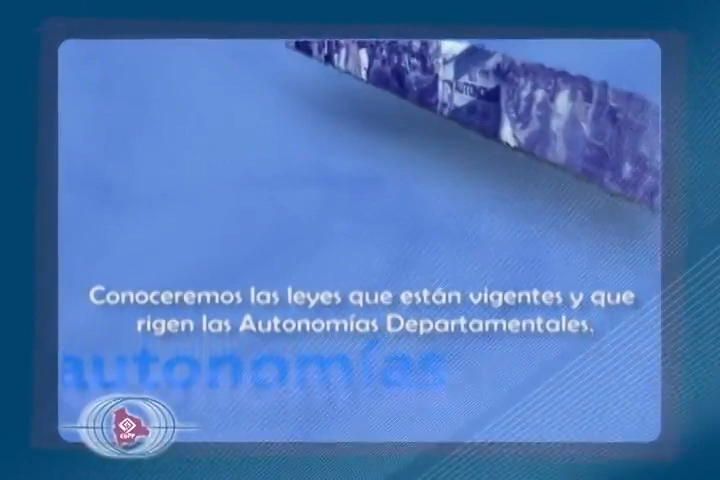 Conoceremos las leyes que están vigentes y que
rigen las Autonomías Departamentales.
autonomías